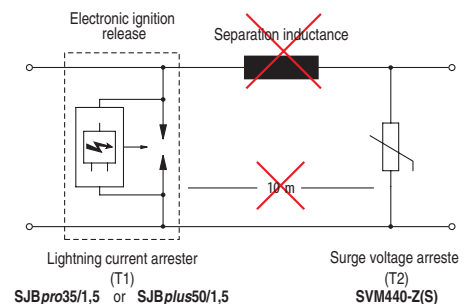 Electronic ignition
release
Separation inductance
10 m
Lightning current arrester
(T1)
SJBpro35/1,5 or SJBplus50/1,5
Surge voltage arreste
(T2)
SVM440-Z(S)